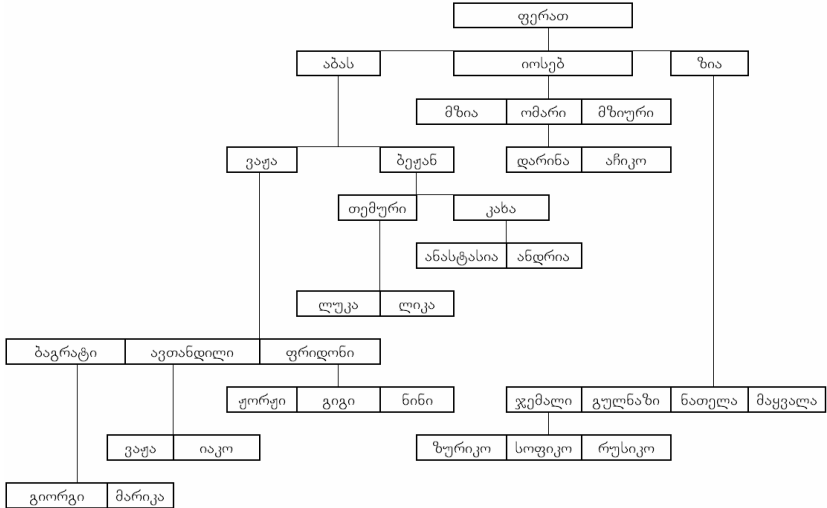 ფერათ
აბას იოსებ ზია
მზია ომარი მზიური
ვაჟა ბეჟან დარინა აჩიკო
თემური კახა
ანასტასია ანდრია
ლუკა ლიკა
ბაგრატი ავთანდილი ფრიდონი
ჟორჟი გიგი ნინი ჯემალი გულნაზი ნათელა მაყვალა
ვაჟა იაკო ზურიკო სოფიკო რუსიკო
გიორგი მარიკა